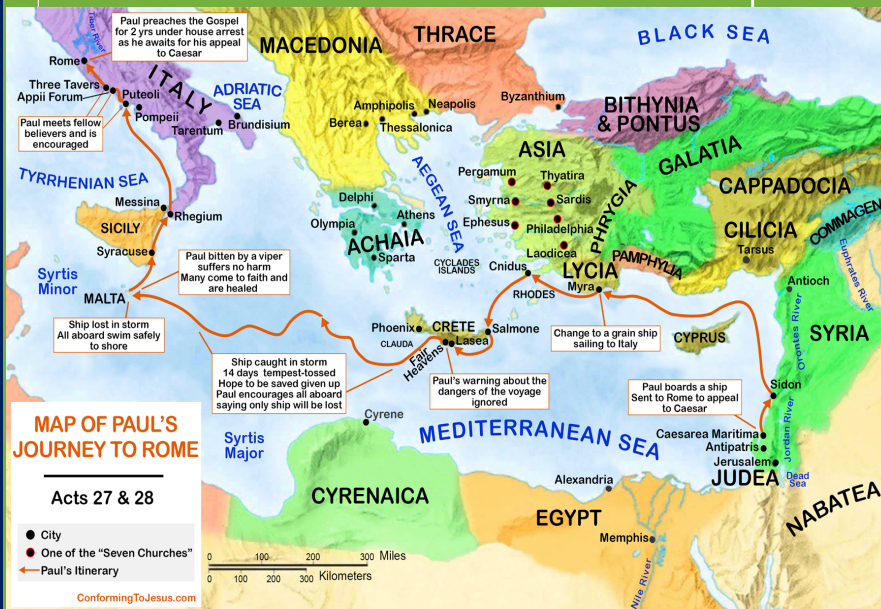 Paul preaches the Gospel
for 2 yrs under house arrest
as he awaits for his appeal
to Caesar
Tiber River
Rome
Three Tavers
Appii Forum
Puteoli
Pompeii
Paul meets fellow
believers and is
encouraged
ITALY
ADRIATIC
SEA
Tarentum
Brundisium
TYRRHENIAN SEA
Messina
Rhegium
SICILY
Syracuse
Syrtis
Minor
MALTA
Paul bitten by a viper
suffers no harm
Many come to faith and
are healed
Ship lost in storm
All aboard swim safely
to shore
MACEDONIA
THRACE
BLACK SEA
Amphipolis
Neapolis
Berea
Thessalonica
Byzanthium
BITHYNIA
& PONTUS
ASIA
GALATIA
Pergamum
Thyatira
Smyrna
Sardis
Ephesus
Philadelphia
Laodicea
PHRYGIA
CAPPADOCIA
CILICIA
Tarsus
COMMAGEN
Euphrates River
AEGEAN SEA
Delphi
Olympia
Athens
ACHAIA
Sparta
CYCLADES
ISLANDS
Cnidus
RHODES
LYCIA
Myra
PAMPHYLIA
Antioch
Orontes River
SYRIA
CYPRUS
Change to a grain ship
sailing to Italy
Phoenix
CRETE
Salmone
CLAUDA
Lasea
Fair
Heavens
Ship caught in storm
14 days tempest-tossed
Hope to be saved given up
Paul encourages all aboard
saying only ship will be lost
Paul's warning about the
dangers of the voyage
ignored
Paul boards a ship
Sent to Rome to appeal
to Caesar
Sidon
Caesarea Maritima
Antipatris
Jerusalem
JUDEA
Jordan River
Dead
Sea
NABATEA
MEDITERRANEAN SEA
Cyrene
Syrtis
Major
CYRENAICA
Alexandria
EGYPT
Memphis
Nile River
MAP OF PAUL'S
JOURNEY TO ROME
Acts 27 & 28
City
One of the "Seven Churches"
Paul's Itinerary
ConformingToJesus.com
0 100 200 300 Miles
0 100 200 300 Kilometers